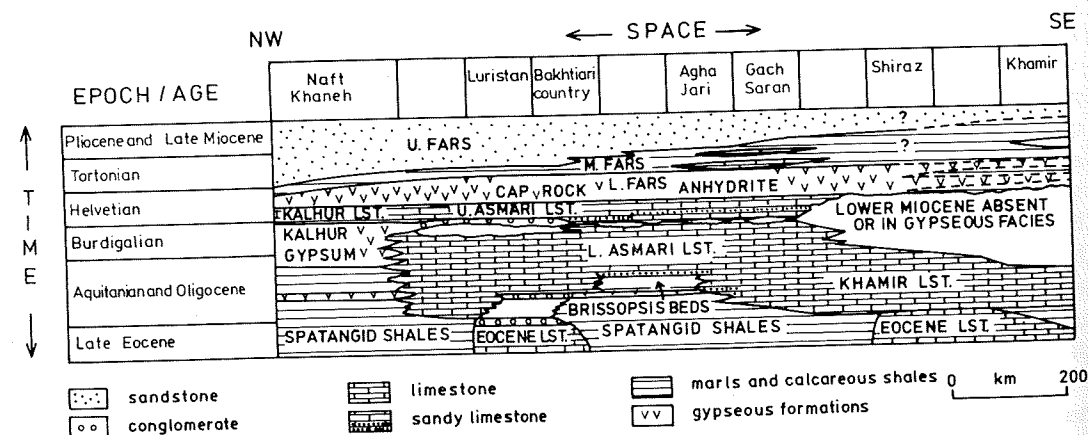 NW
← SPACE →
SE
EPOCH / AGE
Naft
Khaneh
Luristan
Bakhtiari
country
Agha
Jari
Gach
Saran
Shiraz
Khamir
TIME
Pliocene and Late Miocene
Tortonian
Helvetian
Burdigalian
Aquitanian and Oligocene
Late Eocene
?
U. FARS
?
M. FARS
CAP ROCK L. FARS ANHYDRITE
KALHUR LST. U. ASMARI LST.
LOWER MIOCENE ABSENT
OR IN GYPSEOUS FACIES
KALHUR
GYPSUM
L. ASMARI LST.
KHAMIR LST.
BRISSOPSIS BEDS
SPATANGID SHALES EOCENE LST. SPATANGID SHALES EOCENE LST.
sandstone
conglomerate
limestone
sandy limestone
marls and calcareous shales
gypseous formations
0 km 200